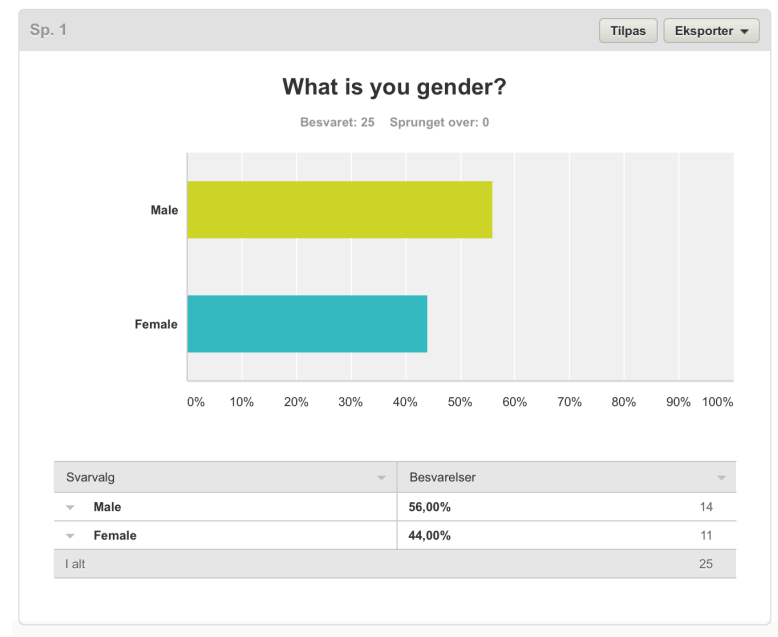 Sp. 1 Tilpas Eksporter
What is you gender?
Besvaret: 25 Sprunget over: 0
Male
Female
0% 10% 20% 30% 40% 50% 60% 70% 80% 90% 100%
Svarvalg Besvarelser
Male 56,00% 14
Female 44,00% 11
I alt 25